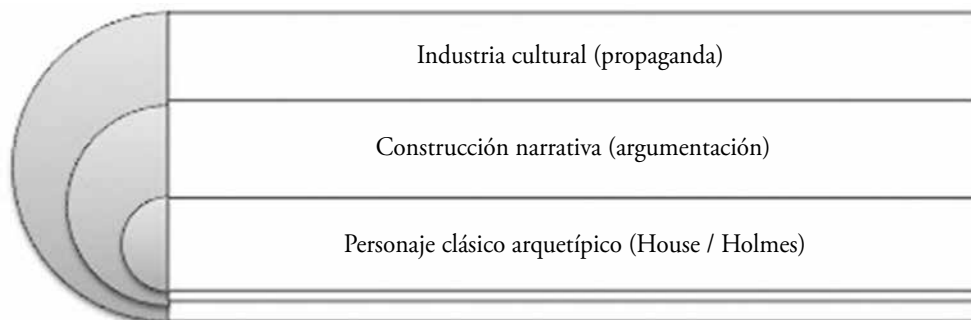 Industria cultural (propaganda)
Construcción narrativa (argumentación)
Personaje clásico arquetípico (House / Holmes)